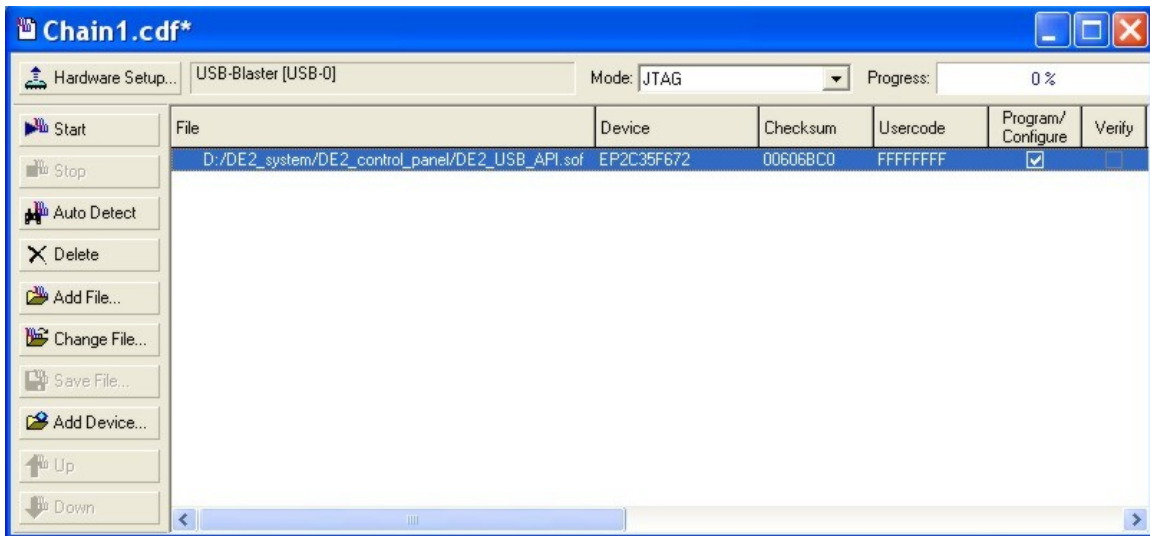 Chain1.cdf*
Hardware Setup... USB-Blaster [USB-0] Mode: JTAG Progress: 0 %
Start
Stop
Auto Detect
Delete
Add File...
Change File...
Save File...
Add Device...
Up
Down
File Device Checksum Usercode Program/
Configure Verify
D:/DE2_system/DE2_control_panel/DE2_USB_API.sof EP2C35F672 00606BC0 FFFFFFFF